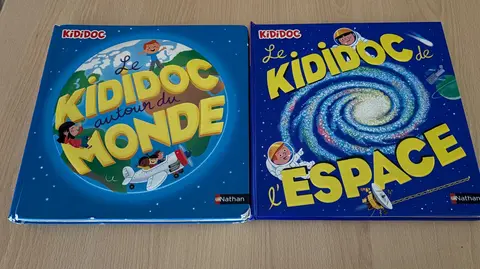 KiDiDOC
Le
KIDIDOC
autour du
MONDE
Nathan
KiDiDOC
Le
KIDIDOC
de
l'ESPACE
Nathan